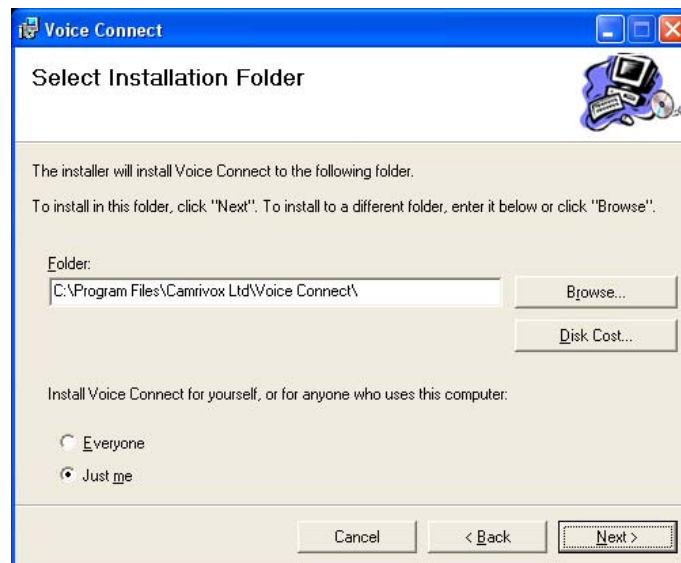 Voice Connect
Select Installation Folder
The installer will install Voice Connect to the following folder.
To install in this folder, click "Next". To install to a different folder, enter it below or click "Browse".
Folder:
C:\Program Files\Camrivox Ltd\Voice Connect\
Browse...
Disk Cost...
Install Voice Connect for yourself, or for anyone who uses this computer:
Everyone
Just me
Cancel
< Back
Next >